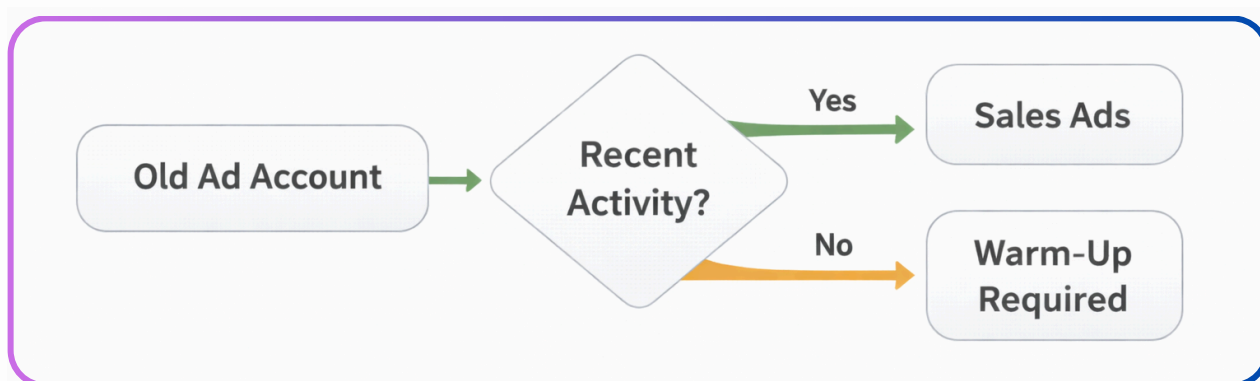 Old Ad Account
Recent
Activity?
Yes
Sales Ads
No
Warm-Up
Required